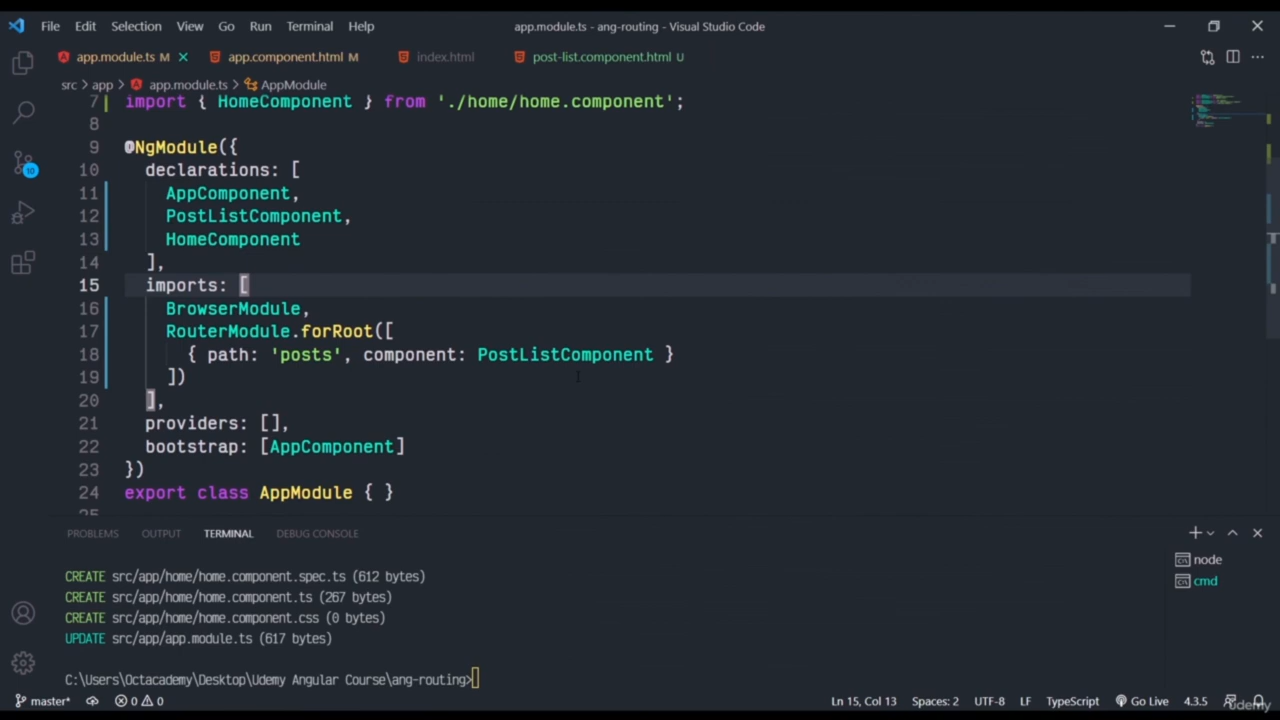 File Edit Selection View Go Run Terminal Help app.module.ts - ang-routing - Visual Studio Code
app.module.ts M app.component.html M index.html post-list.component.html U
src > app > app.module.ts > AppModule
7 import { HomeComponent } from './home/home.component';
8
9 @NgModule({
10 declarations: [
11 AppComponent,
12 PostListComponent,
13 HomeComponent
14 ],
15 imports: [
16 BrowserModule,
17 RouterModule.forRoot([
18 { path: 'posts', component: PostListComponent }
19 ])
20 ],
21 providers: [],
22 bootstrap: [AppComponent]
23 })
24 export class AppModule { }
25
PROBLEMS OUTPUT TERMINAL DEBUG CONSOLE
CREATE src/app/home/home.component.spec.ts (612 bytes)
CREATE src/app/home/home.component.ts (267 bytes)
CREATE src/app/home/home.component.css (0 bytes)
UPDATE src/app/app.module.ts (617 bytes)
C:\Users\Octacademy\Desktop\Udemy Angular Course\ang-routing>
node
cmd
10
master* 0 0 Ln 15, Col 13 Spaces: 2 UTF-8 LF TypeScript Go Live 4.3.5
Udemy